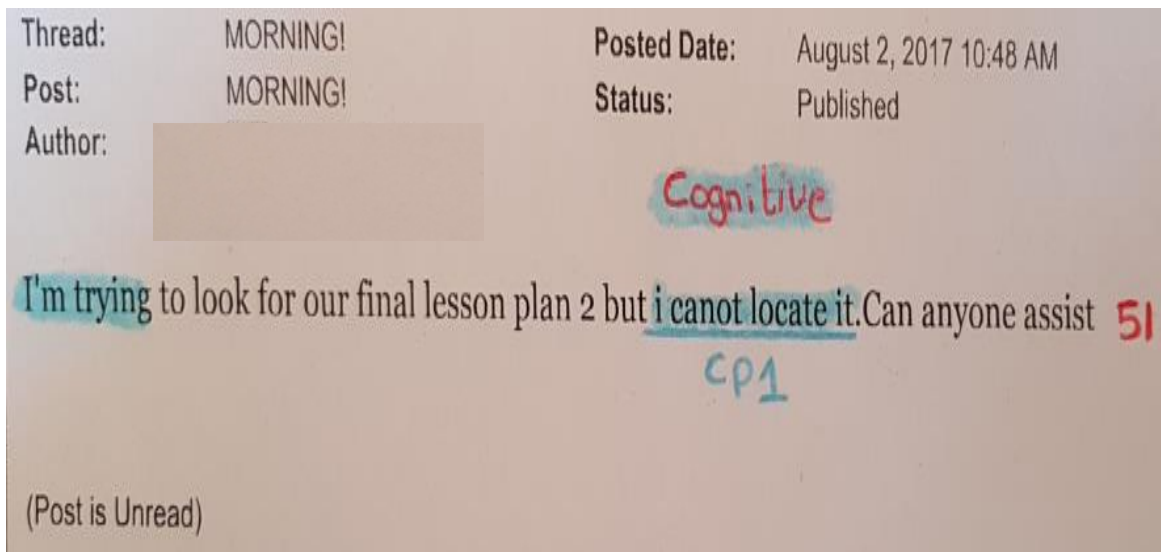 Thread: MORNING! Posted Date: August 2, 2017 10:48 AM
Post: MORNING! Status: Published
Author:
Cognitive
I'm trying to look for our final lesson plan 2 but i canot locate it.Can anyone assist 51
CP1
(Post is Unread)